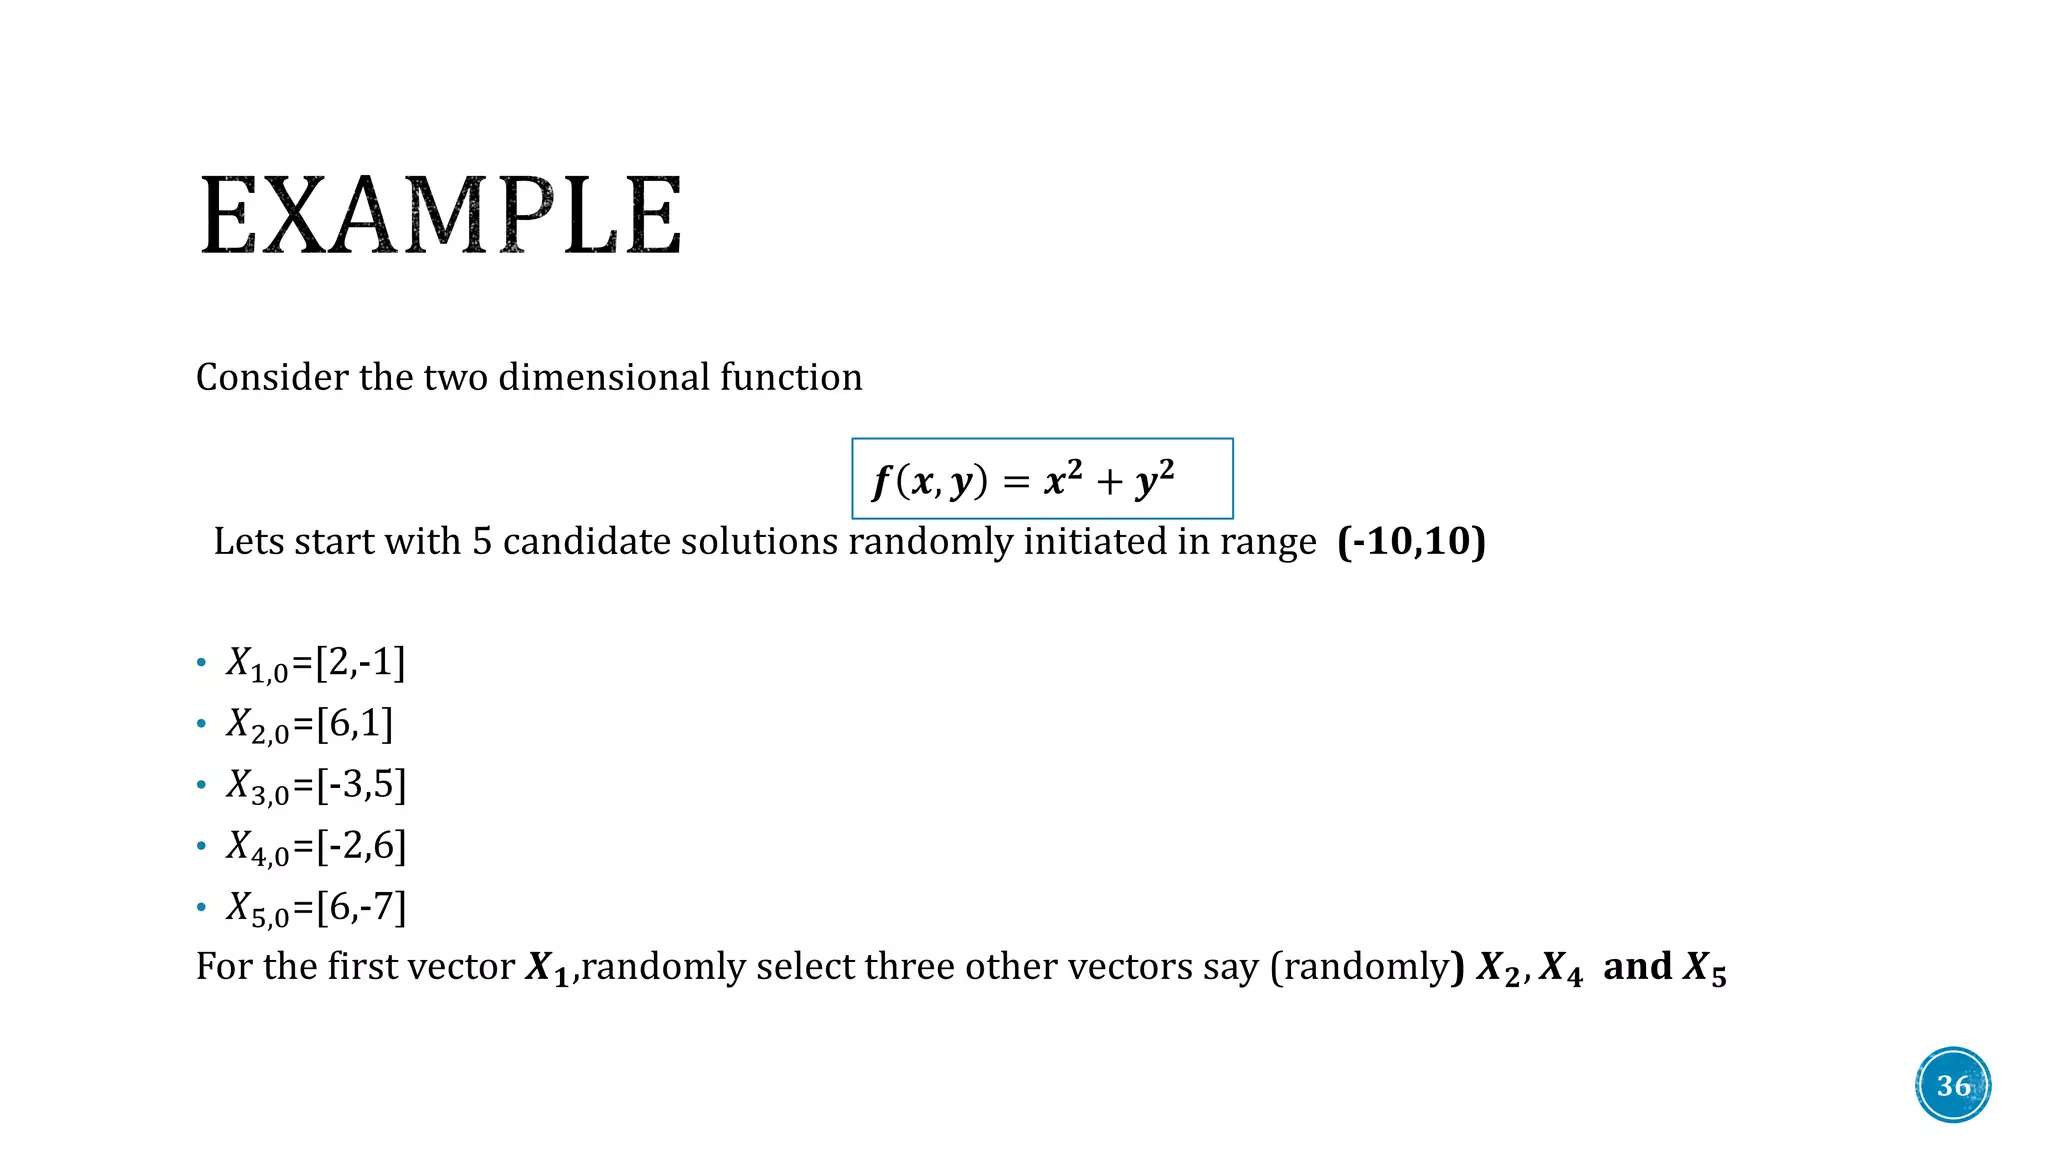 EXAMPLE
Consider the two dimensional function
f(x, y) = x² + y²
Lets start with 5 candidate solutions randomly initiated in range (-10,10)
• X₁,₀=[2,-1]
• X₂,₀=[6,1]
• X₃,₀=[-3,5]
• X₄,₀=[-2,6]
• X₅,₀=[6,-7]
For the first vector X₁,randomly select three other vectors say (randomly) X₂, X₄ and X₅
36